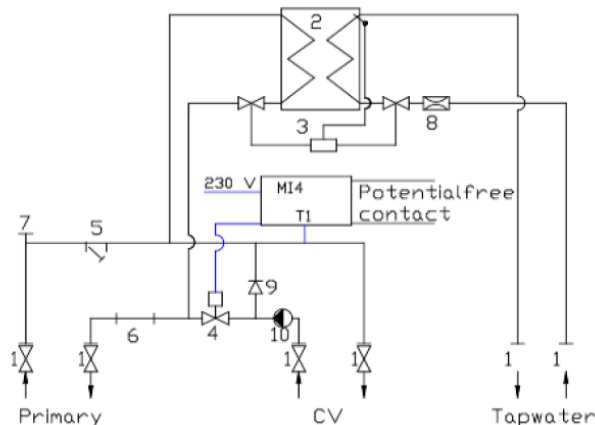 2
3
8
230 V
MI4
T1
Potentialfree
contact
7
5
9
6
4
10
1
1
1
1
1
1
Primary
CV
Tapwater